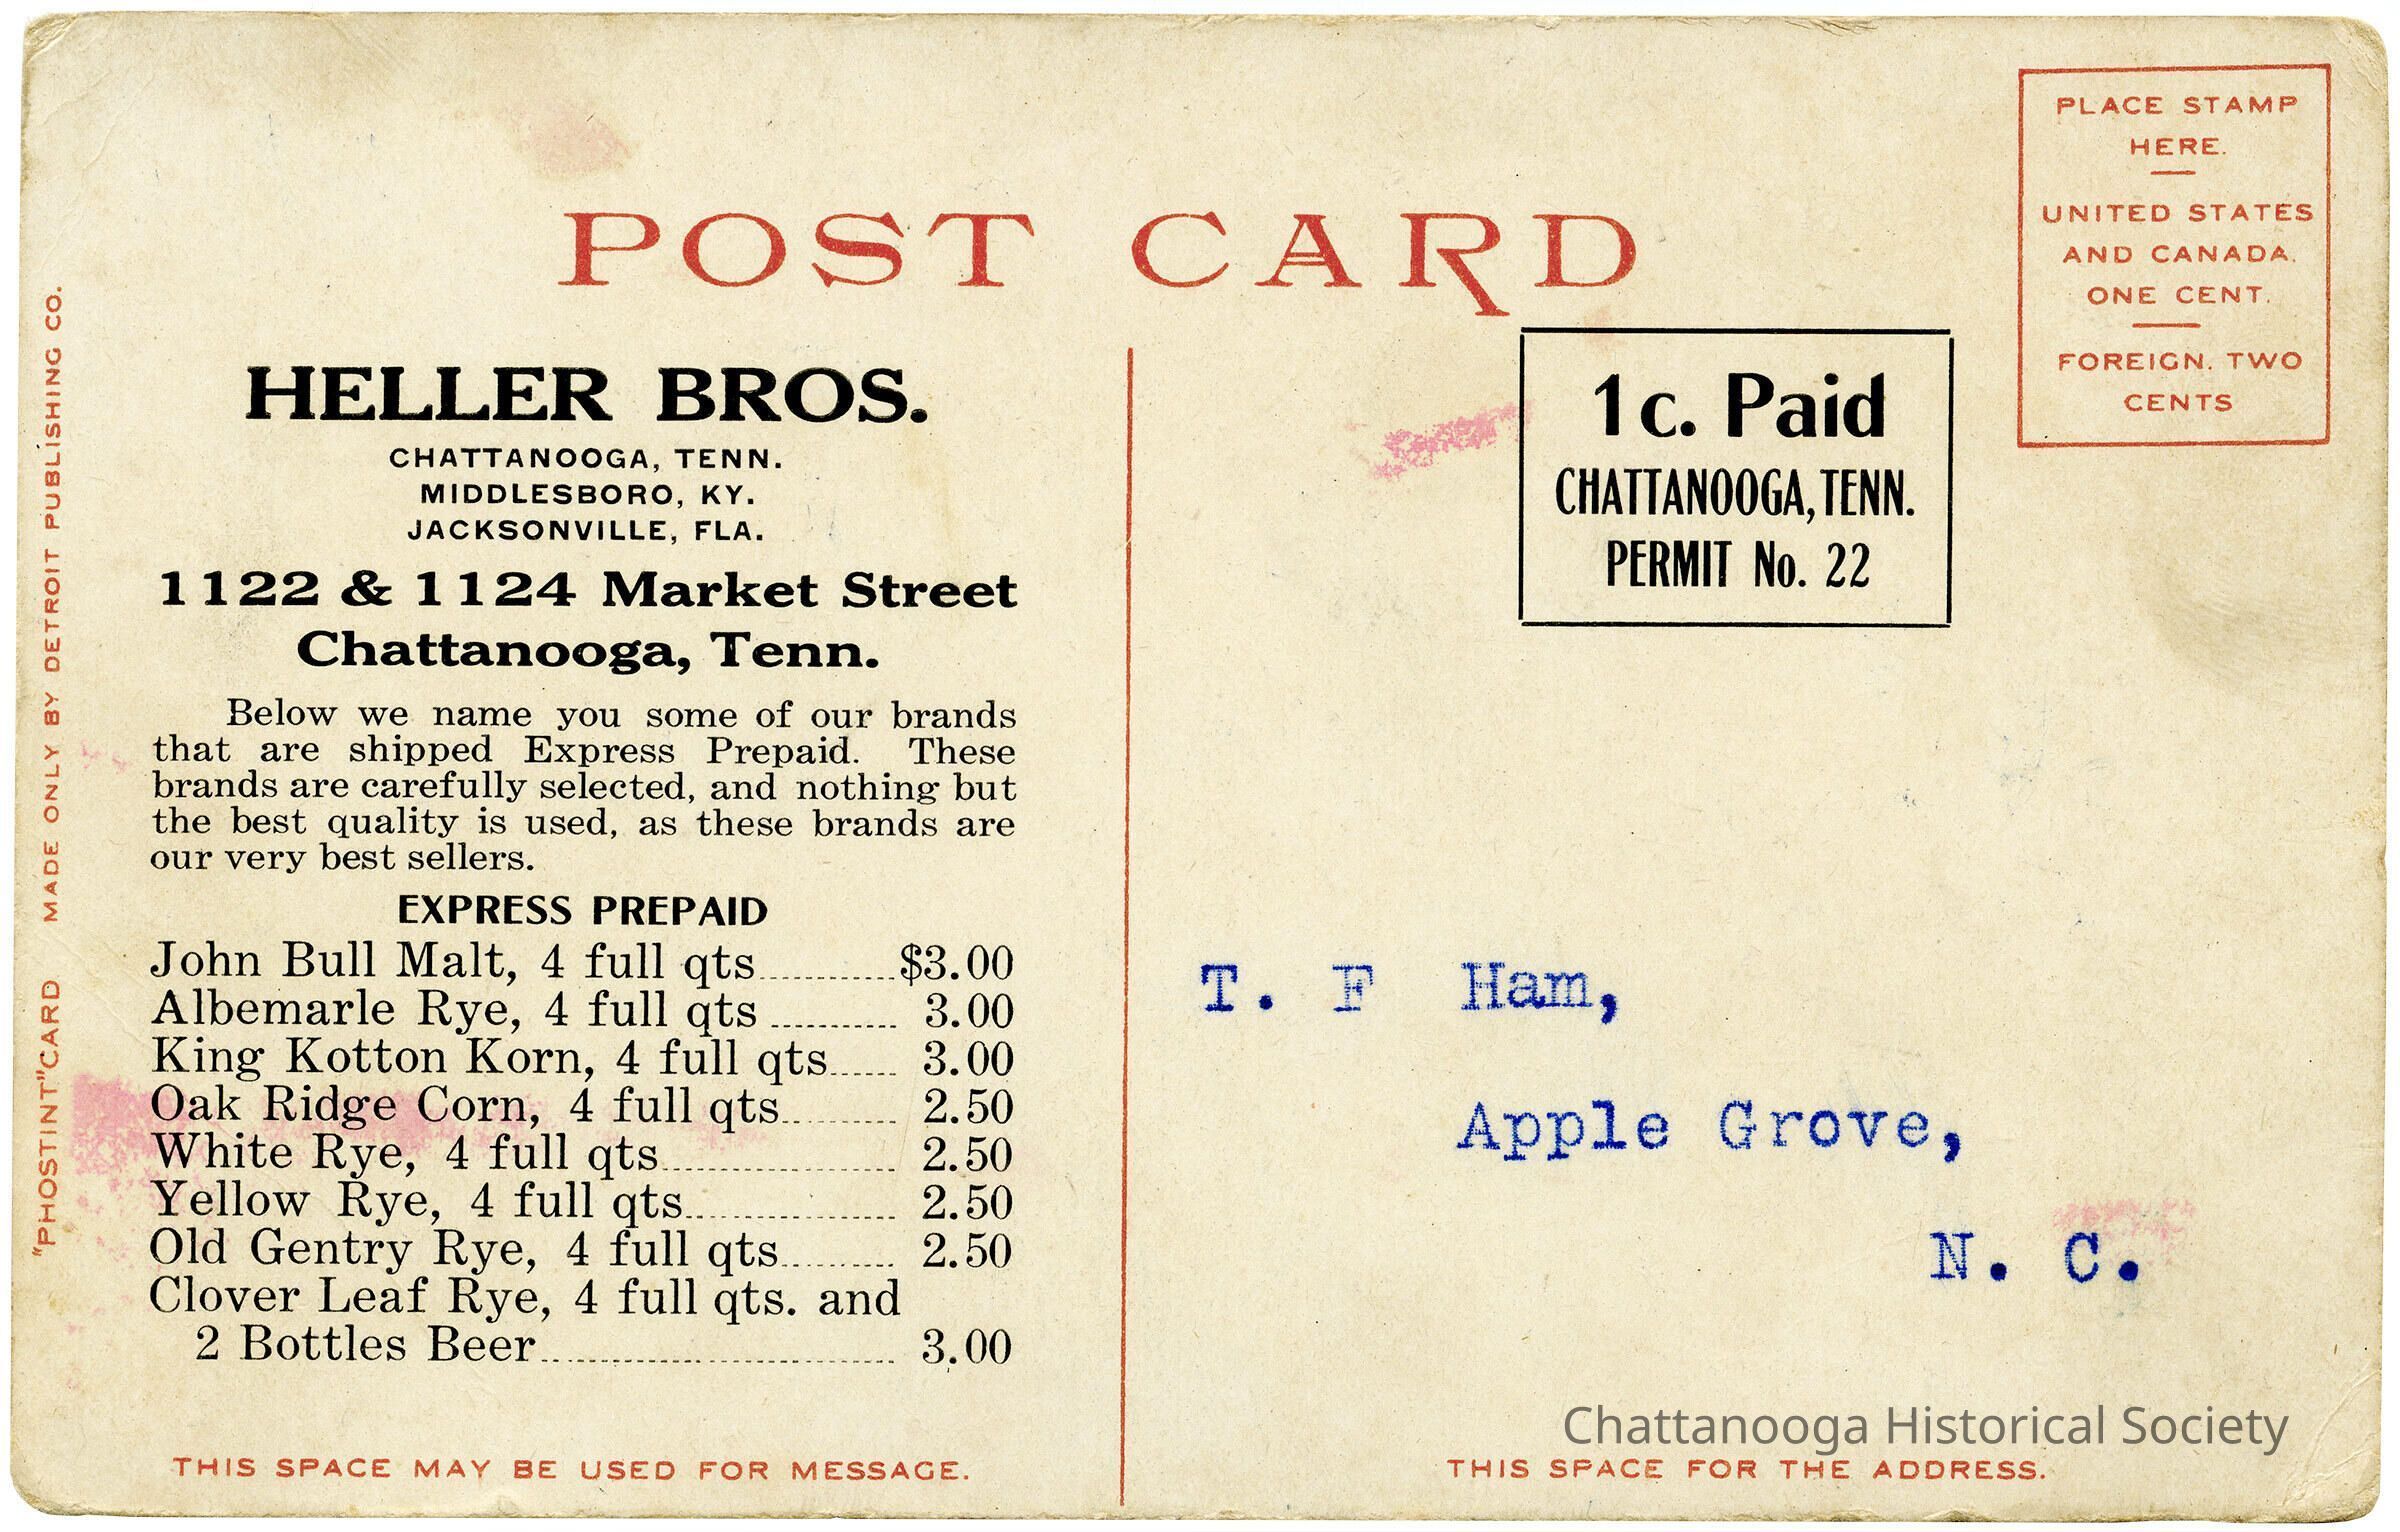 POST CARD
PLACE STAMP
HERE.
UNITED STATES
AND CANADA.
ONE CENT.
FOREIGN. TWO
CENTS
"PHOSTINT" CARD MADE ONLY BY DETROIT PUBLISHING CO.
HELLER BROS.
CHATTANOOGA, TENN.
MIDDLESBORO, KY.
JACKSONVILLE, FLA.
1122 & 1124 Market Street
Chattanooga, Tenn.
Below we name you some of our brands
that are shipped Express Prepaid. These
brands are carefully selected, and nothing but
the best quality is used, as these brands are
our very best sellers.
EXPRESS PREPAID
John Bull Malt, 4 full qts............$3.00
Albemarle Rye, 4 full qts ........... 3.00
King Kotton Korn, 4 full qts...... 3.00
Oak Ridge Corn, 4 full qts.......... 2.50
White Rye, 4 full qts.................... 2.50
Yellow Rye, 4 full qts.................. 2.50
Old Gentry Rye, 4 full qts.......... 2.50
Clover Leaf Rye, 4 full qts. and
2 Bottles Beer............................... 3.00
THIS SPACE MAY BE USED FOR MESSAGE.
1c. Paid
CHATTANOOGA, TENN.
PERMIT No. 22
T. F Ham,
Apple Grove,
N. C.
Chattanooga Historical Society
THIS SPACE FOR THE ADDRESS.